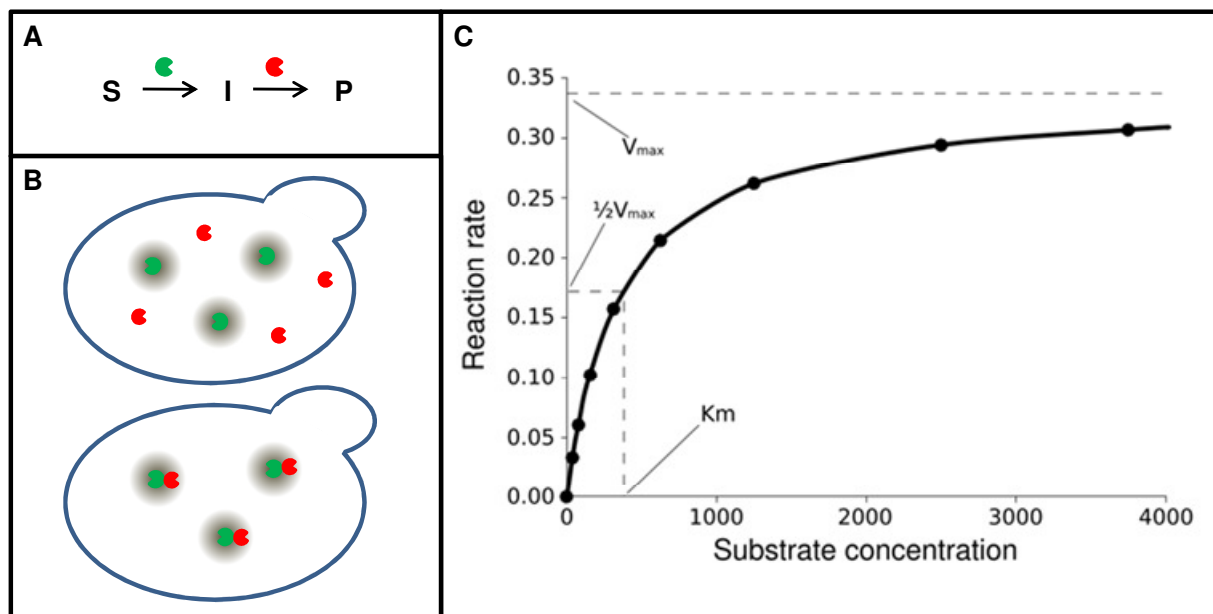 A
S → I → P
B
C
Reaction rate
0.35
0.30
0.25
0.20
0.15
0.10
0.05
0.00
Vmax
½Vmax
Km
0 1000 2000 3000 4000
Substrate concentration